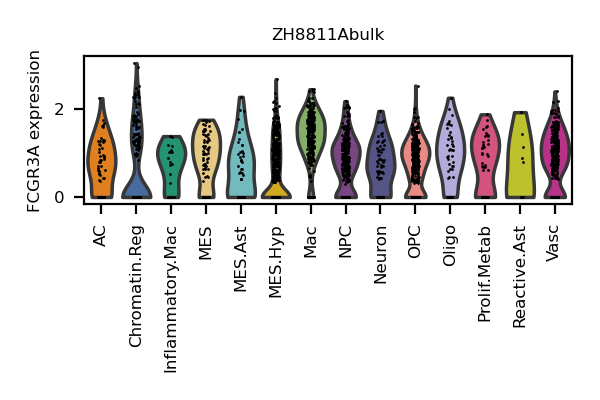 ZH8811Abulk
FCGR3A expression
2
0
AC
Chromatin.Reg
Inflammatory.Mac
MES
MES.Ast
MES.Hyp
Mac
NPC
Neuron
OPC
Oligo
Prolif.Metab
Reactive.Ast
Vasc